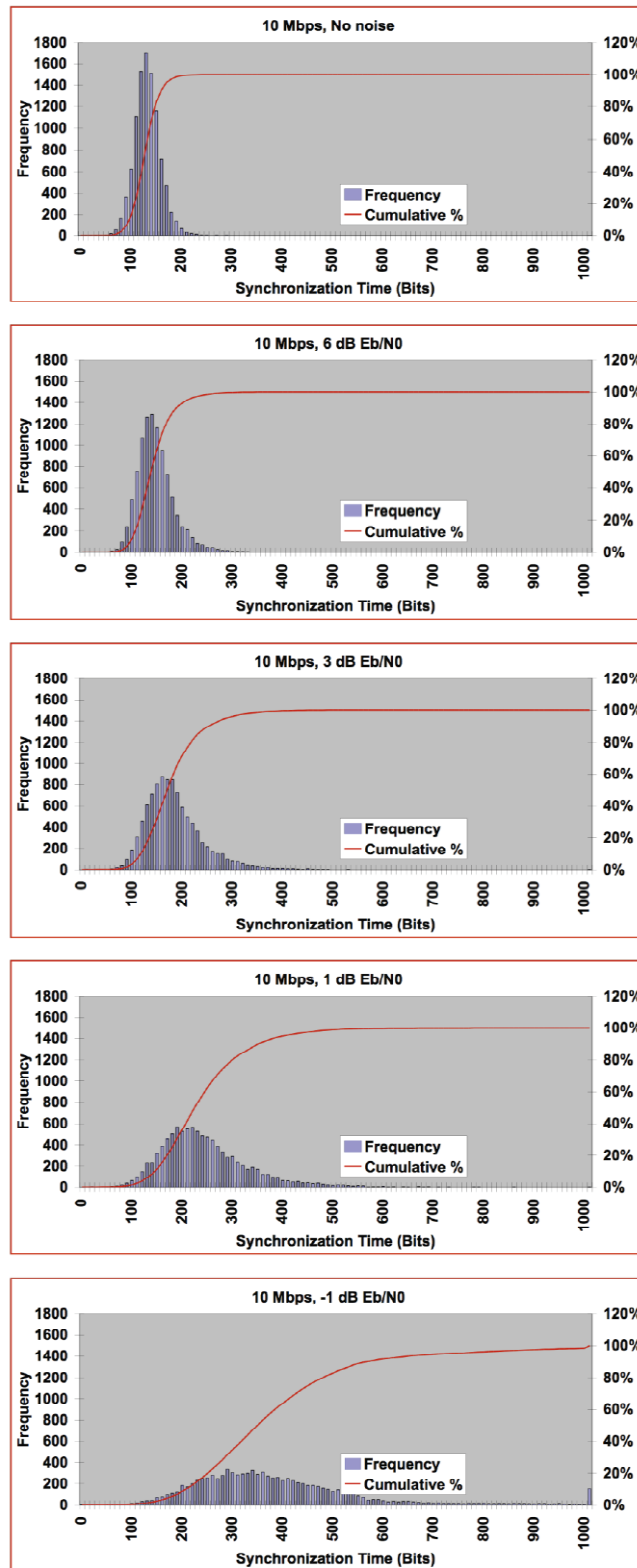 10 Mbps, No noise
1800
1600
1400
1200
1000
800
600
400
200
0
Frequency
120%
100%
80%
60%
40%
20%
0%
Frequency
Cumulative %
0 100 200 300 400 500 600 700 800 900 1000
Synchronization Time (Bits)
10 Mbps, 6 dB Eb/N0
1800
1600
1400
1200
1000
800
600
400
200
0
Frequency
120%
100%
80%
60%
40%
20%
0%
Frequency
Cumulative %
0 100 200 300 400 500 600 700 800 900 1000
Synchronization Time (Bits)
10 Mbps, 3 dB Eb/N0
1800
1600
1400
1200
1000
800
600
400
200
0
Frequency
120%
100%
80%
60%
40%
20%
0%
Frequency
Cumulative %
0 100 200 300 400 500 600 700 800 900 1000
Synchronization Time (Bits)
10 Mbps, 1 dB Eb/N0
1800
1600
1400
1200
1000
800
600
400
200
0
Frequency
120%
100%
80%
60%
40%
20%
0%
Frequency
Cumulative %
0 100 200 300 400 500 600 700 800 900 1000
Synchronization Time (Bits)
10 Mbps, -1 dB Eb/N0
1800
1600
1400
1200
1000
800
600
400
200
0
Frequency
120%
100%
80%
60%
40%
20%
0%
Frequency
Cumulative %
0 100 200 300 400 500 600 700 800 900 1000
Synchronization Time (Bits)